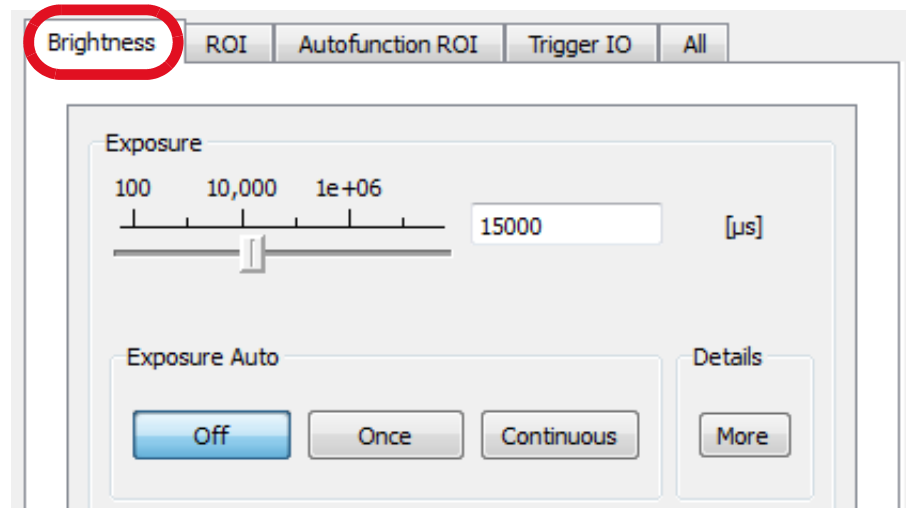 Brightness ROI Autofunction ROI Trigger IO All
Exposure
100 10,000 1e+06
15000 [µs]
Exposure Auto Details
Off Once Continuous More